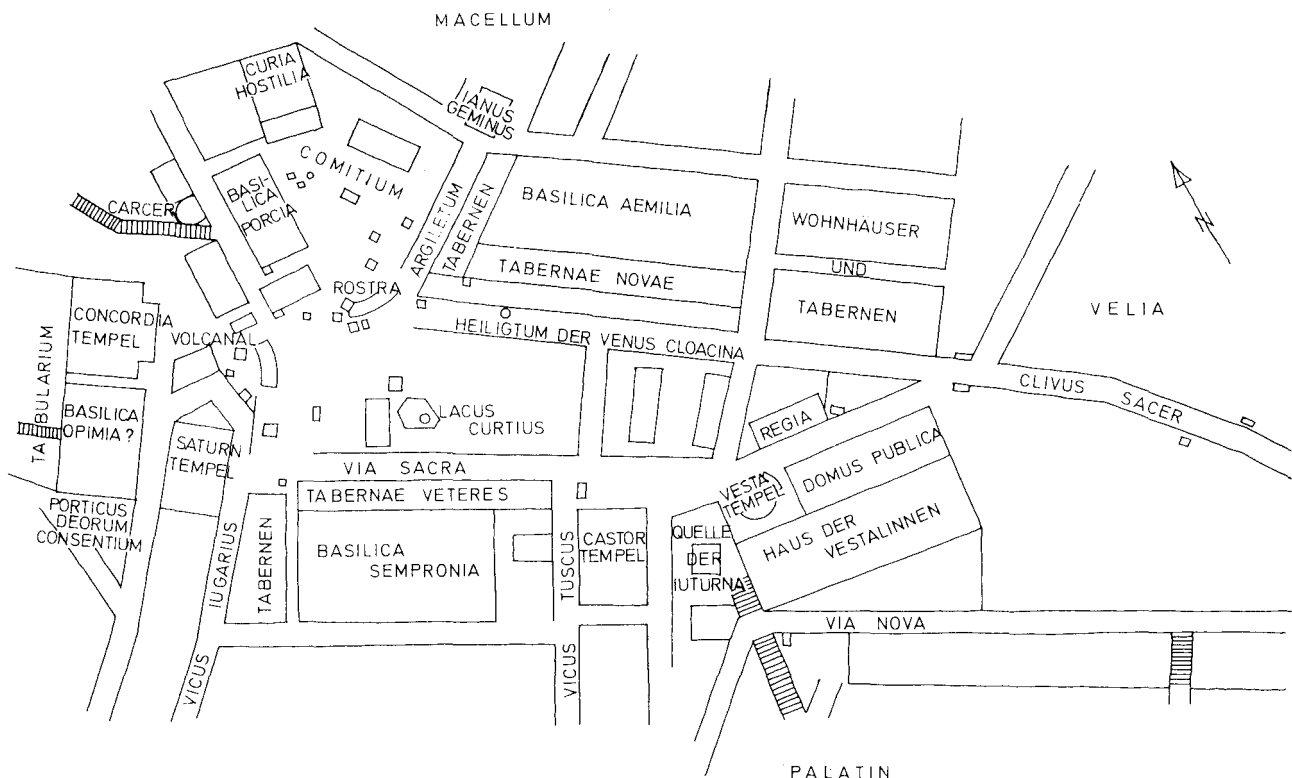 MACELLUM
CURIA
HOSTILIA
IANUS
GEMINUS
COMITIUM
BASI-
LICA
PORCIA
CARCER
ARGILETUM
TABERNEN
BASILICA AEMILIA
TABERNAE NOVAE
WOHNHÄUSER
UND
TABERNEN
N
VELIA
ROSTRA
HEILIGTUM DER VENUS CLOACINA
CONCORDIA
TEMPEL
VOLCANAL
TABULARIUM
BASILICA
OPIMIA?
SATURN
TEMPEL
LACUS
CURTIUS
CLIVUS SACER
REGIA
VIA SACRA
TABERNAE VETERES
VESTA
TEMPEL
DOMUS PUBLICA
HAUS DER
VESTALINNEN
PORTICUS
DEORUM
CONSENTIUM
VICUS IUGARIUS
TABERNEN
BASILICA
SEMPRONIA
VICUS TUSCUS
CASTOR
TEMPEL
QUELLE
DER
IUTURNA
VIA NOVA
PALATIN